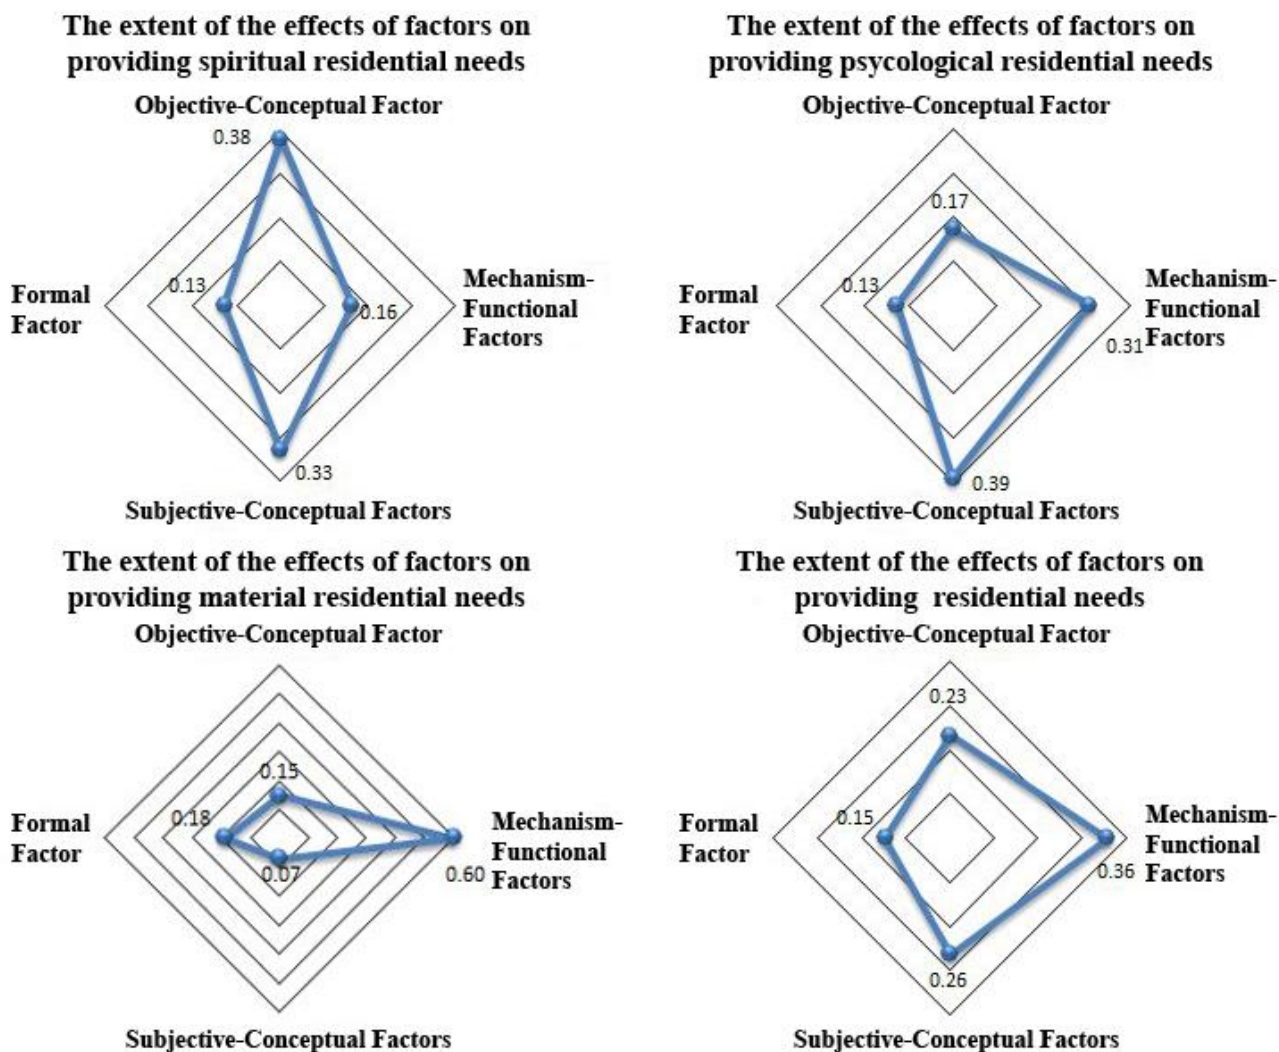 The extent of the effects of factors on
providing spiritual residential needs
Objective-Conceptual Factor
0.38
Formal
Factor
0.13
0.16
Mechanism-
Functional
Factors
0.33
Subjective-Conceptual Factors
The extent of the effects of factors on
providing psycological residential needs
Objective-Conceptual Factor
0.17
Formal
Factor
0.13
Mechanism-
Functional
Factors
0.31
0.39
Subjective-Conceptual Factors
The extent of the effects of factors on
providing material residential needs
Objective-Conceptual Factor
0.15
Formal
Factor
0.18
Mechanism-
Functional
Factors
0.60
0.07
Subjective-Conceptual Factors
The extent of the effects of factors on
providing residential needs
Objective-Conceptual Factor
0.23
Formal
Factor
0.15
Mechanism-
Functional
Factors
0.36
0.26
Subjective-Conceptual Factors